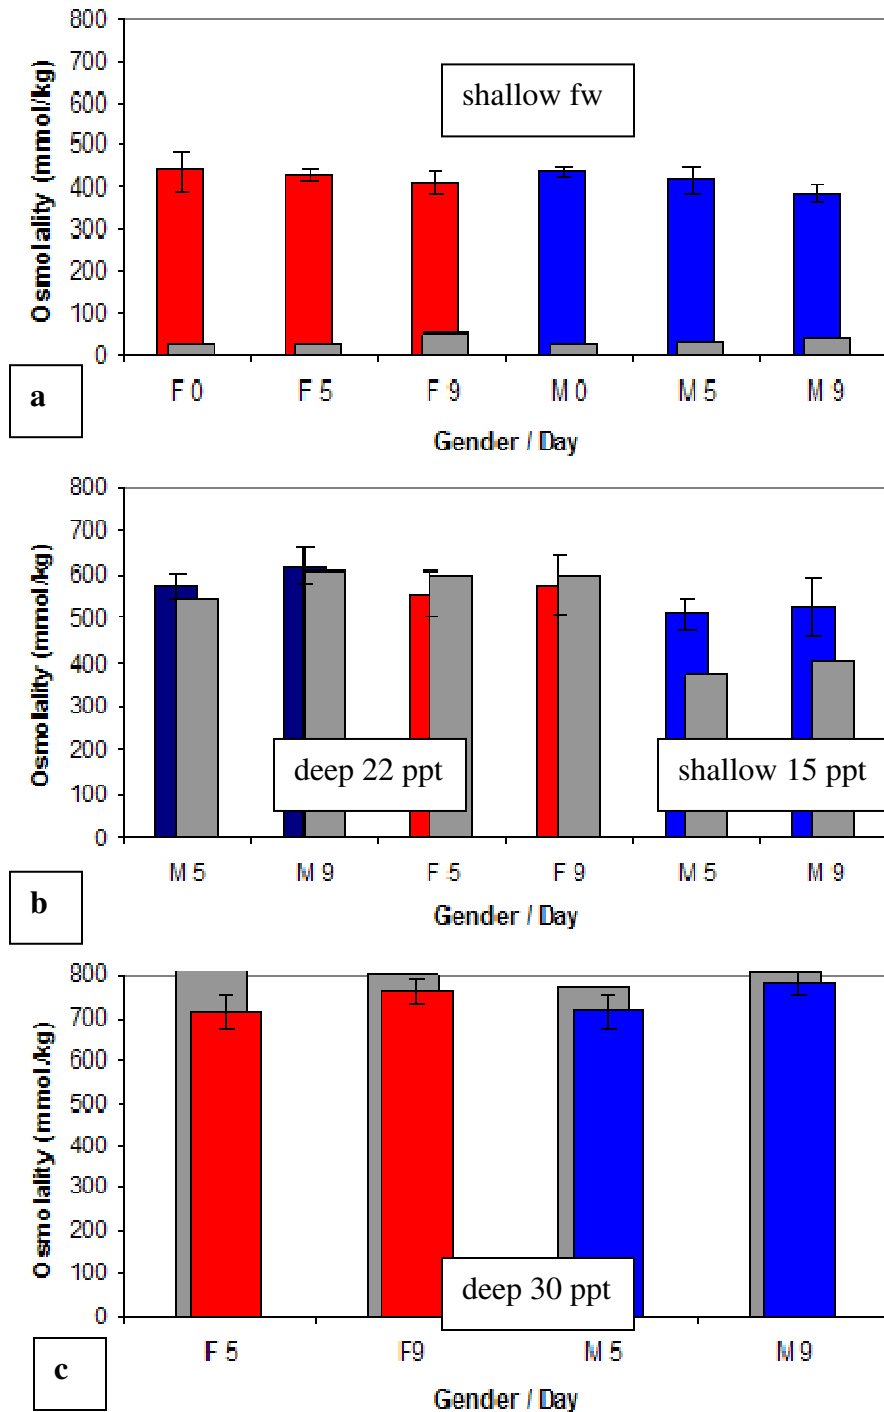 800
700
600
500
400
300
200
100
0
Osmolality (mmol/kg)
shallow fw
F 0 F 5 F 9 M 0 M 5 M 9
Gender / Day
a
800
700
600
500
400
300
200
100
0
Osmolality (mmol/kg)
deep 22 ppt
shallow 15 ppt
M 5 M 9 F 5 F 9 M 5 M 9
Gender / Day
b
800
700
600
500
400
300
200
100
0
Osmolality (mmol/kg)
deep 30 ppt
F 5 F9 M 5 M 9
Gender / Day
c